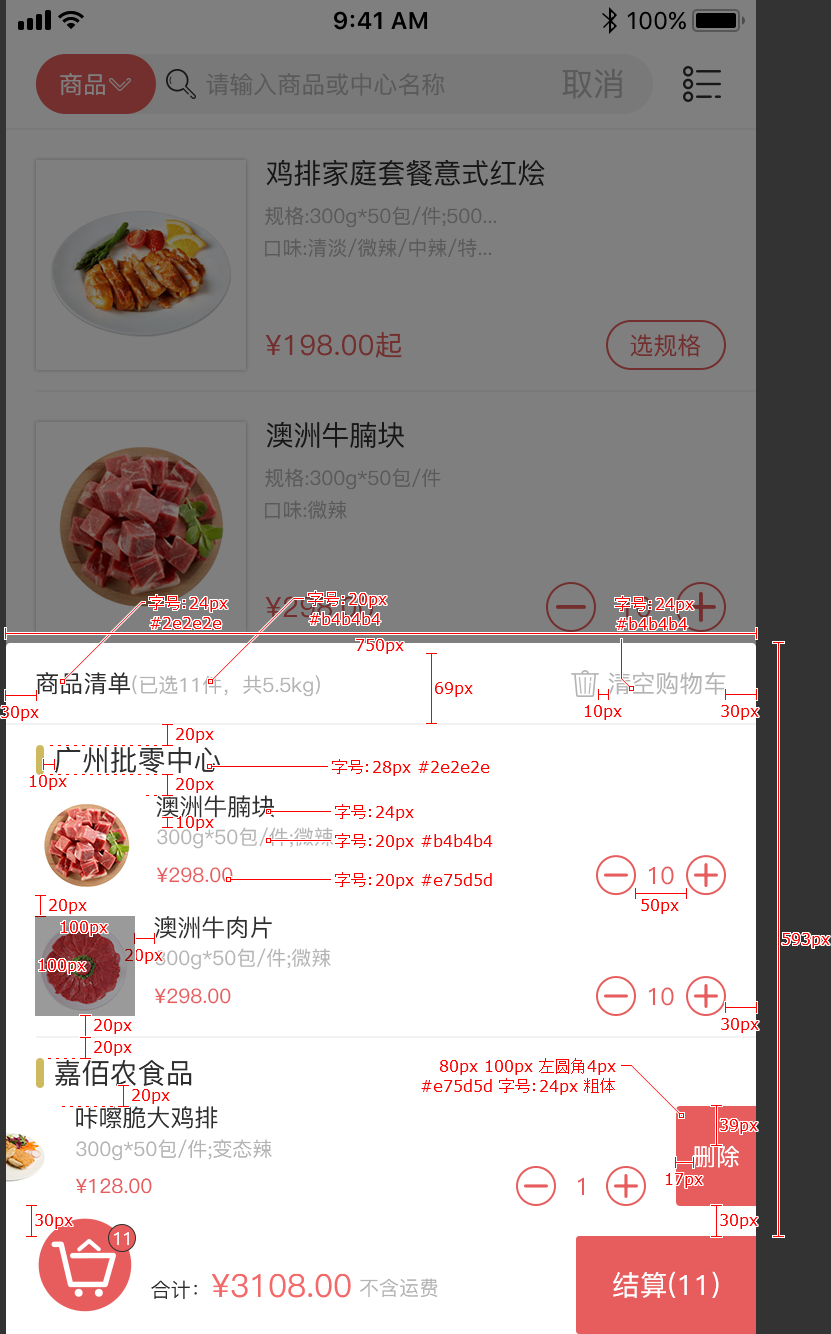 9:41 AM 100%
商品 请输入商品或中心名称 取消
鸡排家庭套餐意式红烩
规格:300g*50包/件;500...
口味:清淡/微辣/中辣/特...
¥198.00起 选规格
澳洲牛腩块
规格:300g*50包/件
口味:微辣
¥298.00
字号:24px
#2e2e2e
字号:20px
#b4b4b4
字号:24px
#b4b4b4
750px
商品清单(已选11件，共5.5kg) 清空购物车
69px
30px 10px 30px
20px
广州批零中心 字号:28px #2e2e2e
10px 20px
澳洲牛腩块 字号:24px
10px
300g*50包/件;微辣 字号:20px #b4b4b4
¥298.00 字号:20px #e75d5d
10
20px 50px
澳洲牛肉片
100px
100px
20px
593px
300g*50包/件;微辣
¥298.00 10
20px 30px
20px
嘉佰农食品
80px 100px 左圆角4px
#e75d5d 字号:24px 粗体
20px
咔嚓脆大鸡排
39px
300g*50包/件;变态辣 删除
17px
¥128.00 1
30px 30px
11
合计: ¥3108.00 不含运费 结算(11)